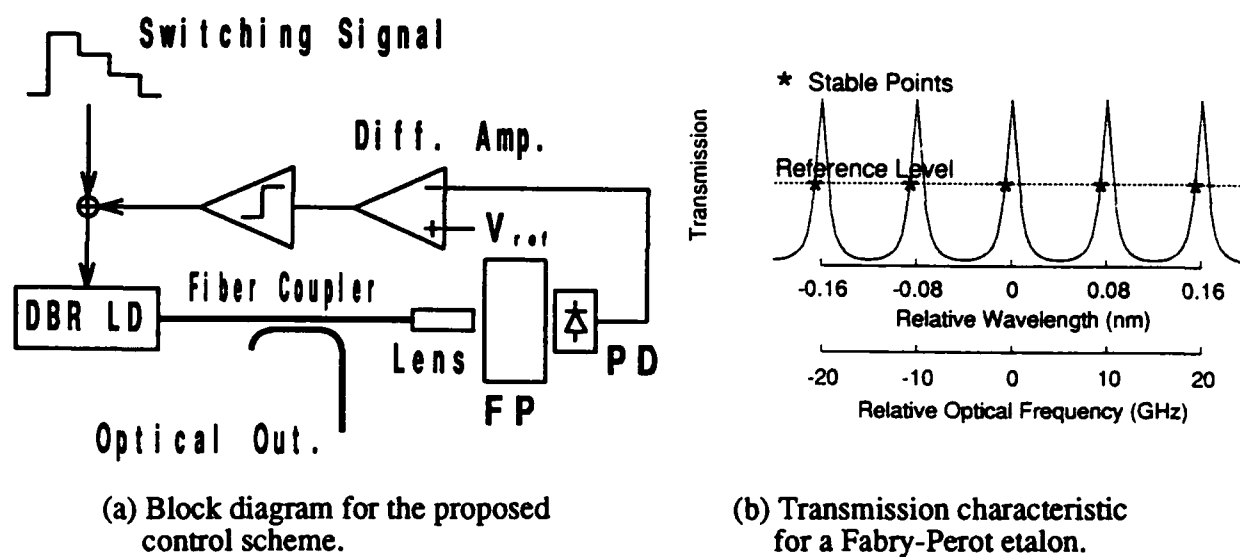 Switching Signal
Diff. Amp.
−
+
V ref
DBR LD
Fiber Coupler
Lens
FP
PD
Optical Out.
(a) Block diagram for the proposed
control scheme.
Transmission
* Stable Points
Reference Level
-0.16 -0.08 0 0.08 0.16
Relative Wavelength (nm)
-20 -10 0 10 20
Relative Optical Frequency (GHz)
(b) Transmission characteristic
for a Fabry-Perot etalon.